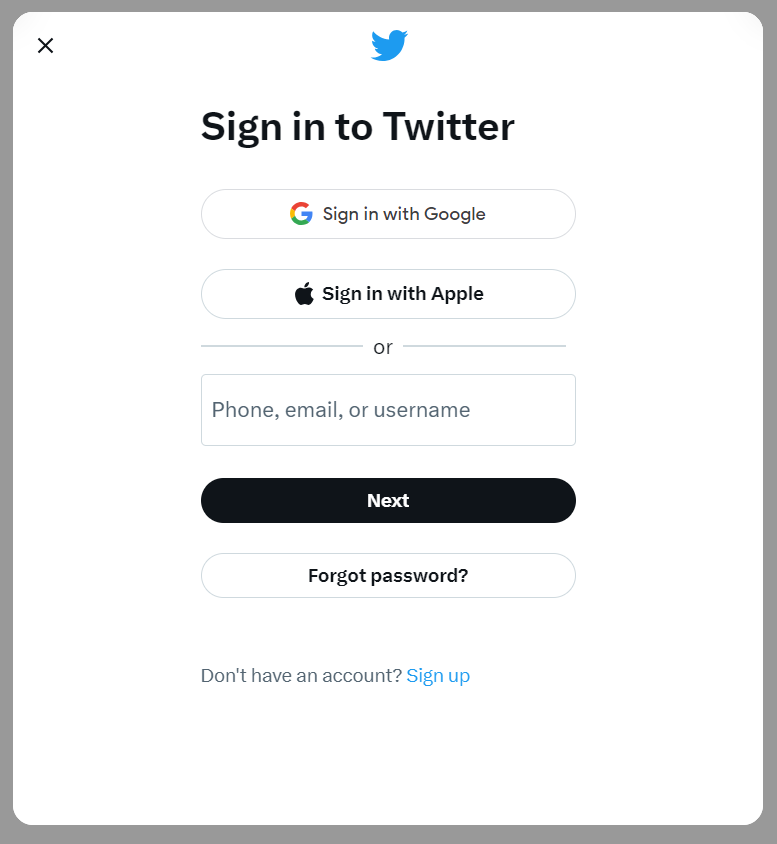 Sign in to Twitter
Sign in with Google
Sign in with Apple
or
Phone, email, or username
Next
Forgot password?
Don't have an account? Sign up